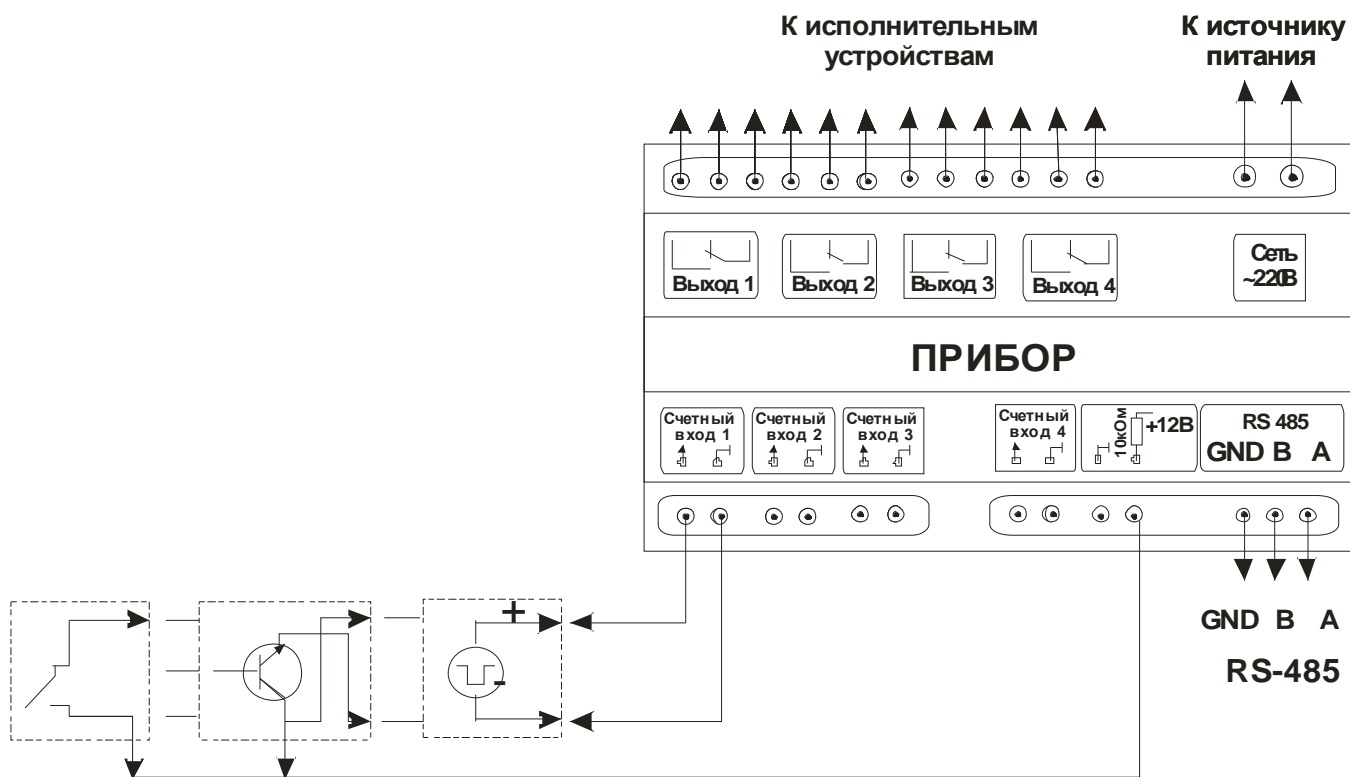 К исполнительным
устройствам
К источнику
питания
Выход 1
Выход 2
Выход 3
Выход 4
Сеть
~220В
ПРИБОР
Счетный
вход 1
Счетный
вход 2
Счетный
вход 3
Счетный
вход 4
10кОм
+12В
RS 485
GND B A
+
-
GND B A
RS-485